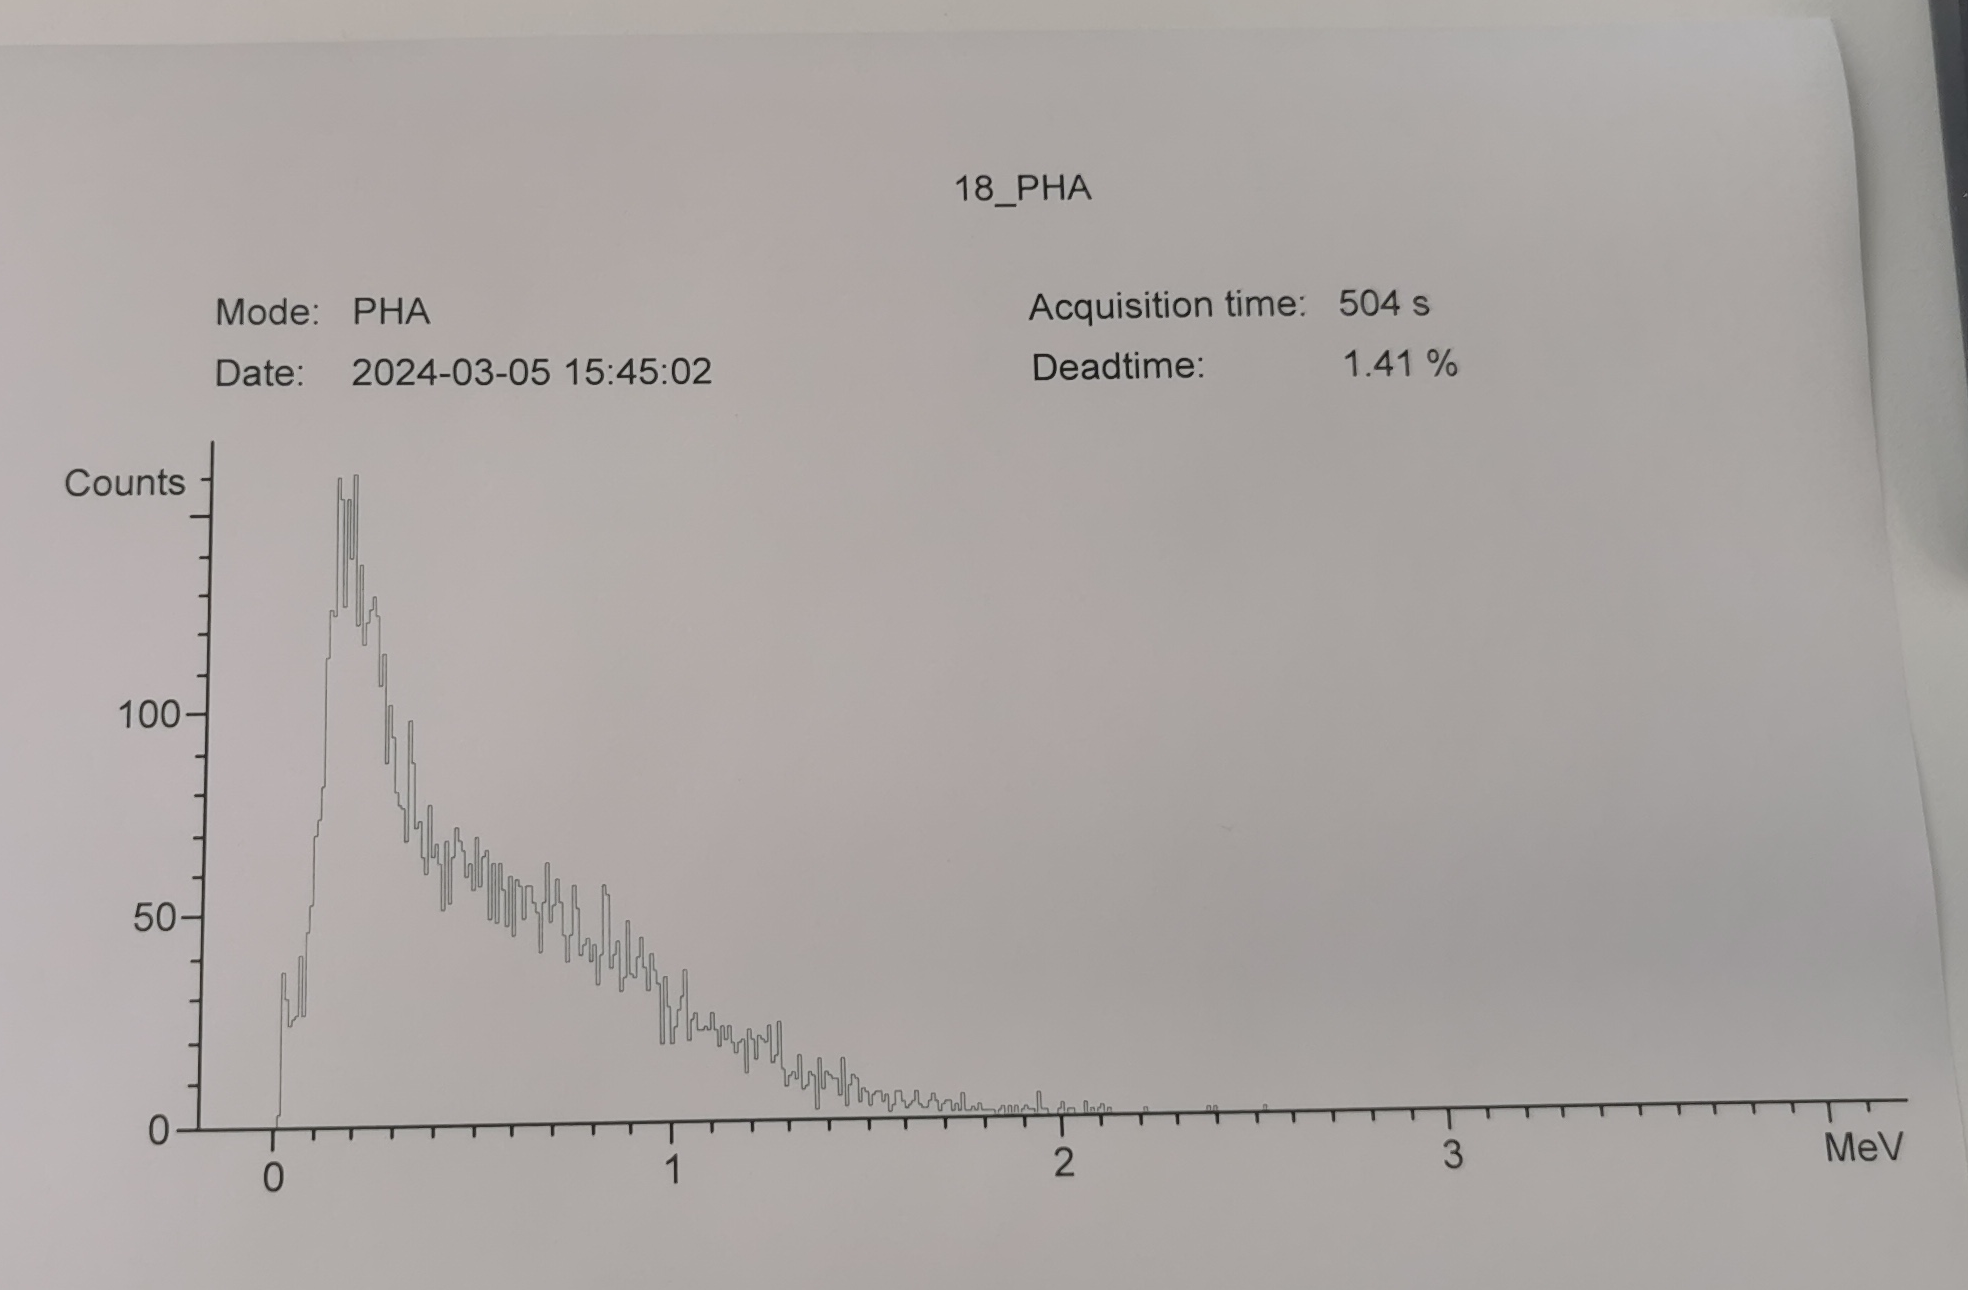 18_PHA
Mode: PHA
Acquisition time: 504 s
Date: 2024-03-05 15:45:02
Deadtime: 1.41 %
Counts
100
50
0
0 1 2 3 MeV